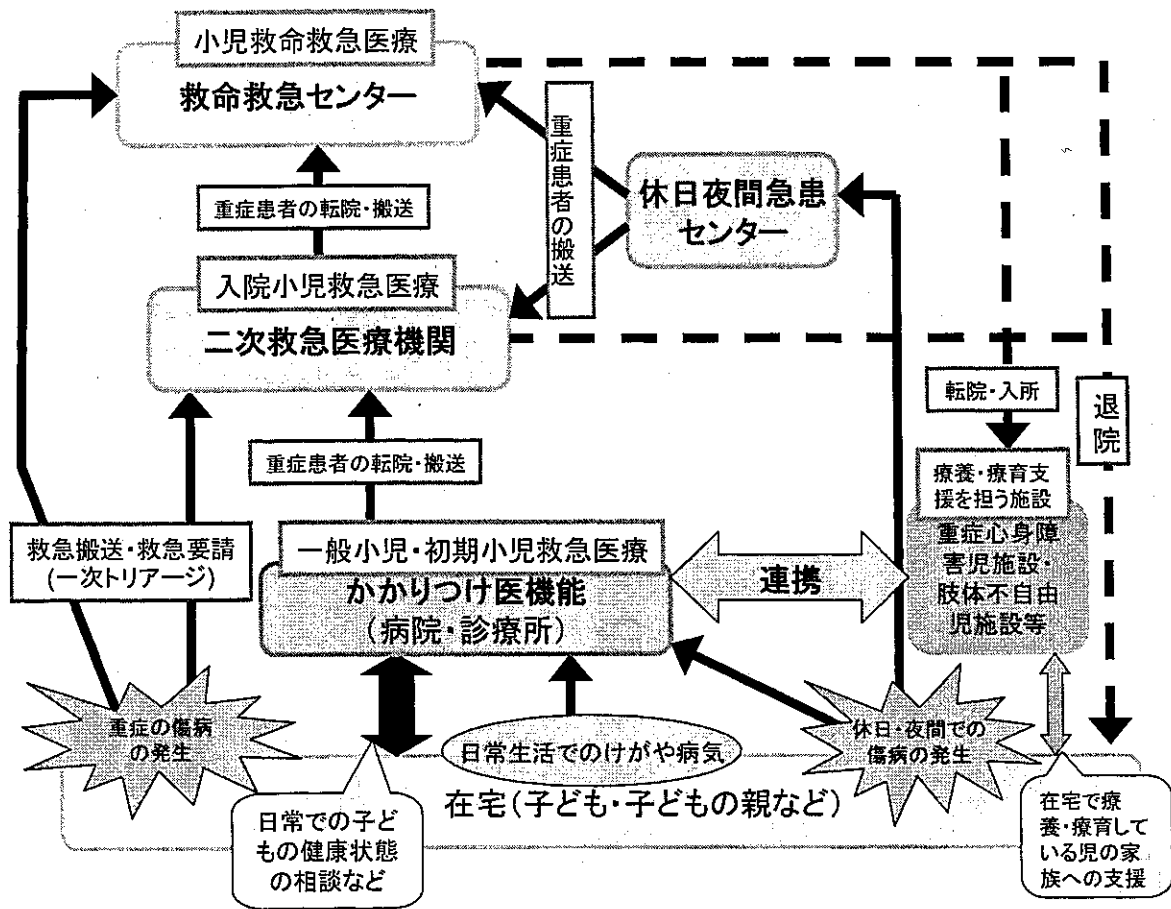 小児救命救急医療
救命救急センター
重症患者の搬送
休日夜間急患
センター
重症患者の転院・搬送
入院小児救急医療
二次救急医療機関
転院・入所
退院
重症患者の転院・搬送
療養・療育支
援を担う施設
重症心身障
害児施設・
肢体不自由
児施設等
救急搬送・救急要請
(一次トリアージ)
一般小児・初期小児救急医療
かかりつけ医機能
(病院・診療所)
連携
重症の傷病
の発生
日常生活でのけがや病気
休日・夜間での
傷病の発生
在宅(子ども・子どもの親など)
日常での子ど
もの健康状態
の相談など
在宅で療
養・療育して
いる児の家
族への支援